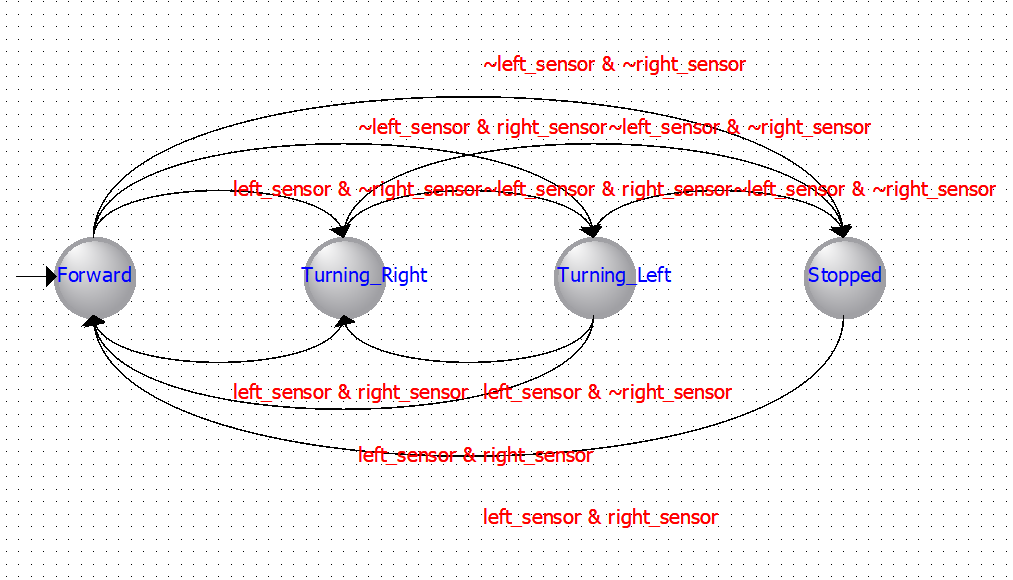 ~left_sensor & ~right_sensor
~left_sensor & right_sensor~left_sensor & ~right_sensor
left_sensor & ~right_sensor~left_sensor & right_sensor~left_sensor & ~right_sensor
Forward Turning_Right Turning_Left Stopped
left_sensor & right_sensor left_sensor & ~right_sensor
left_sensor & right_sensor
left_sensor & right_sensor